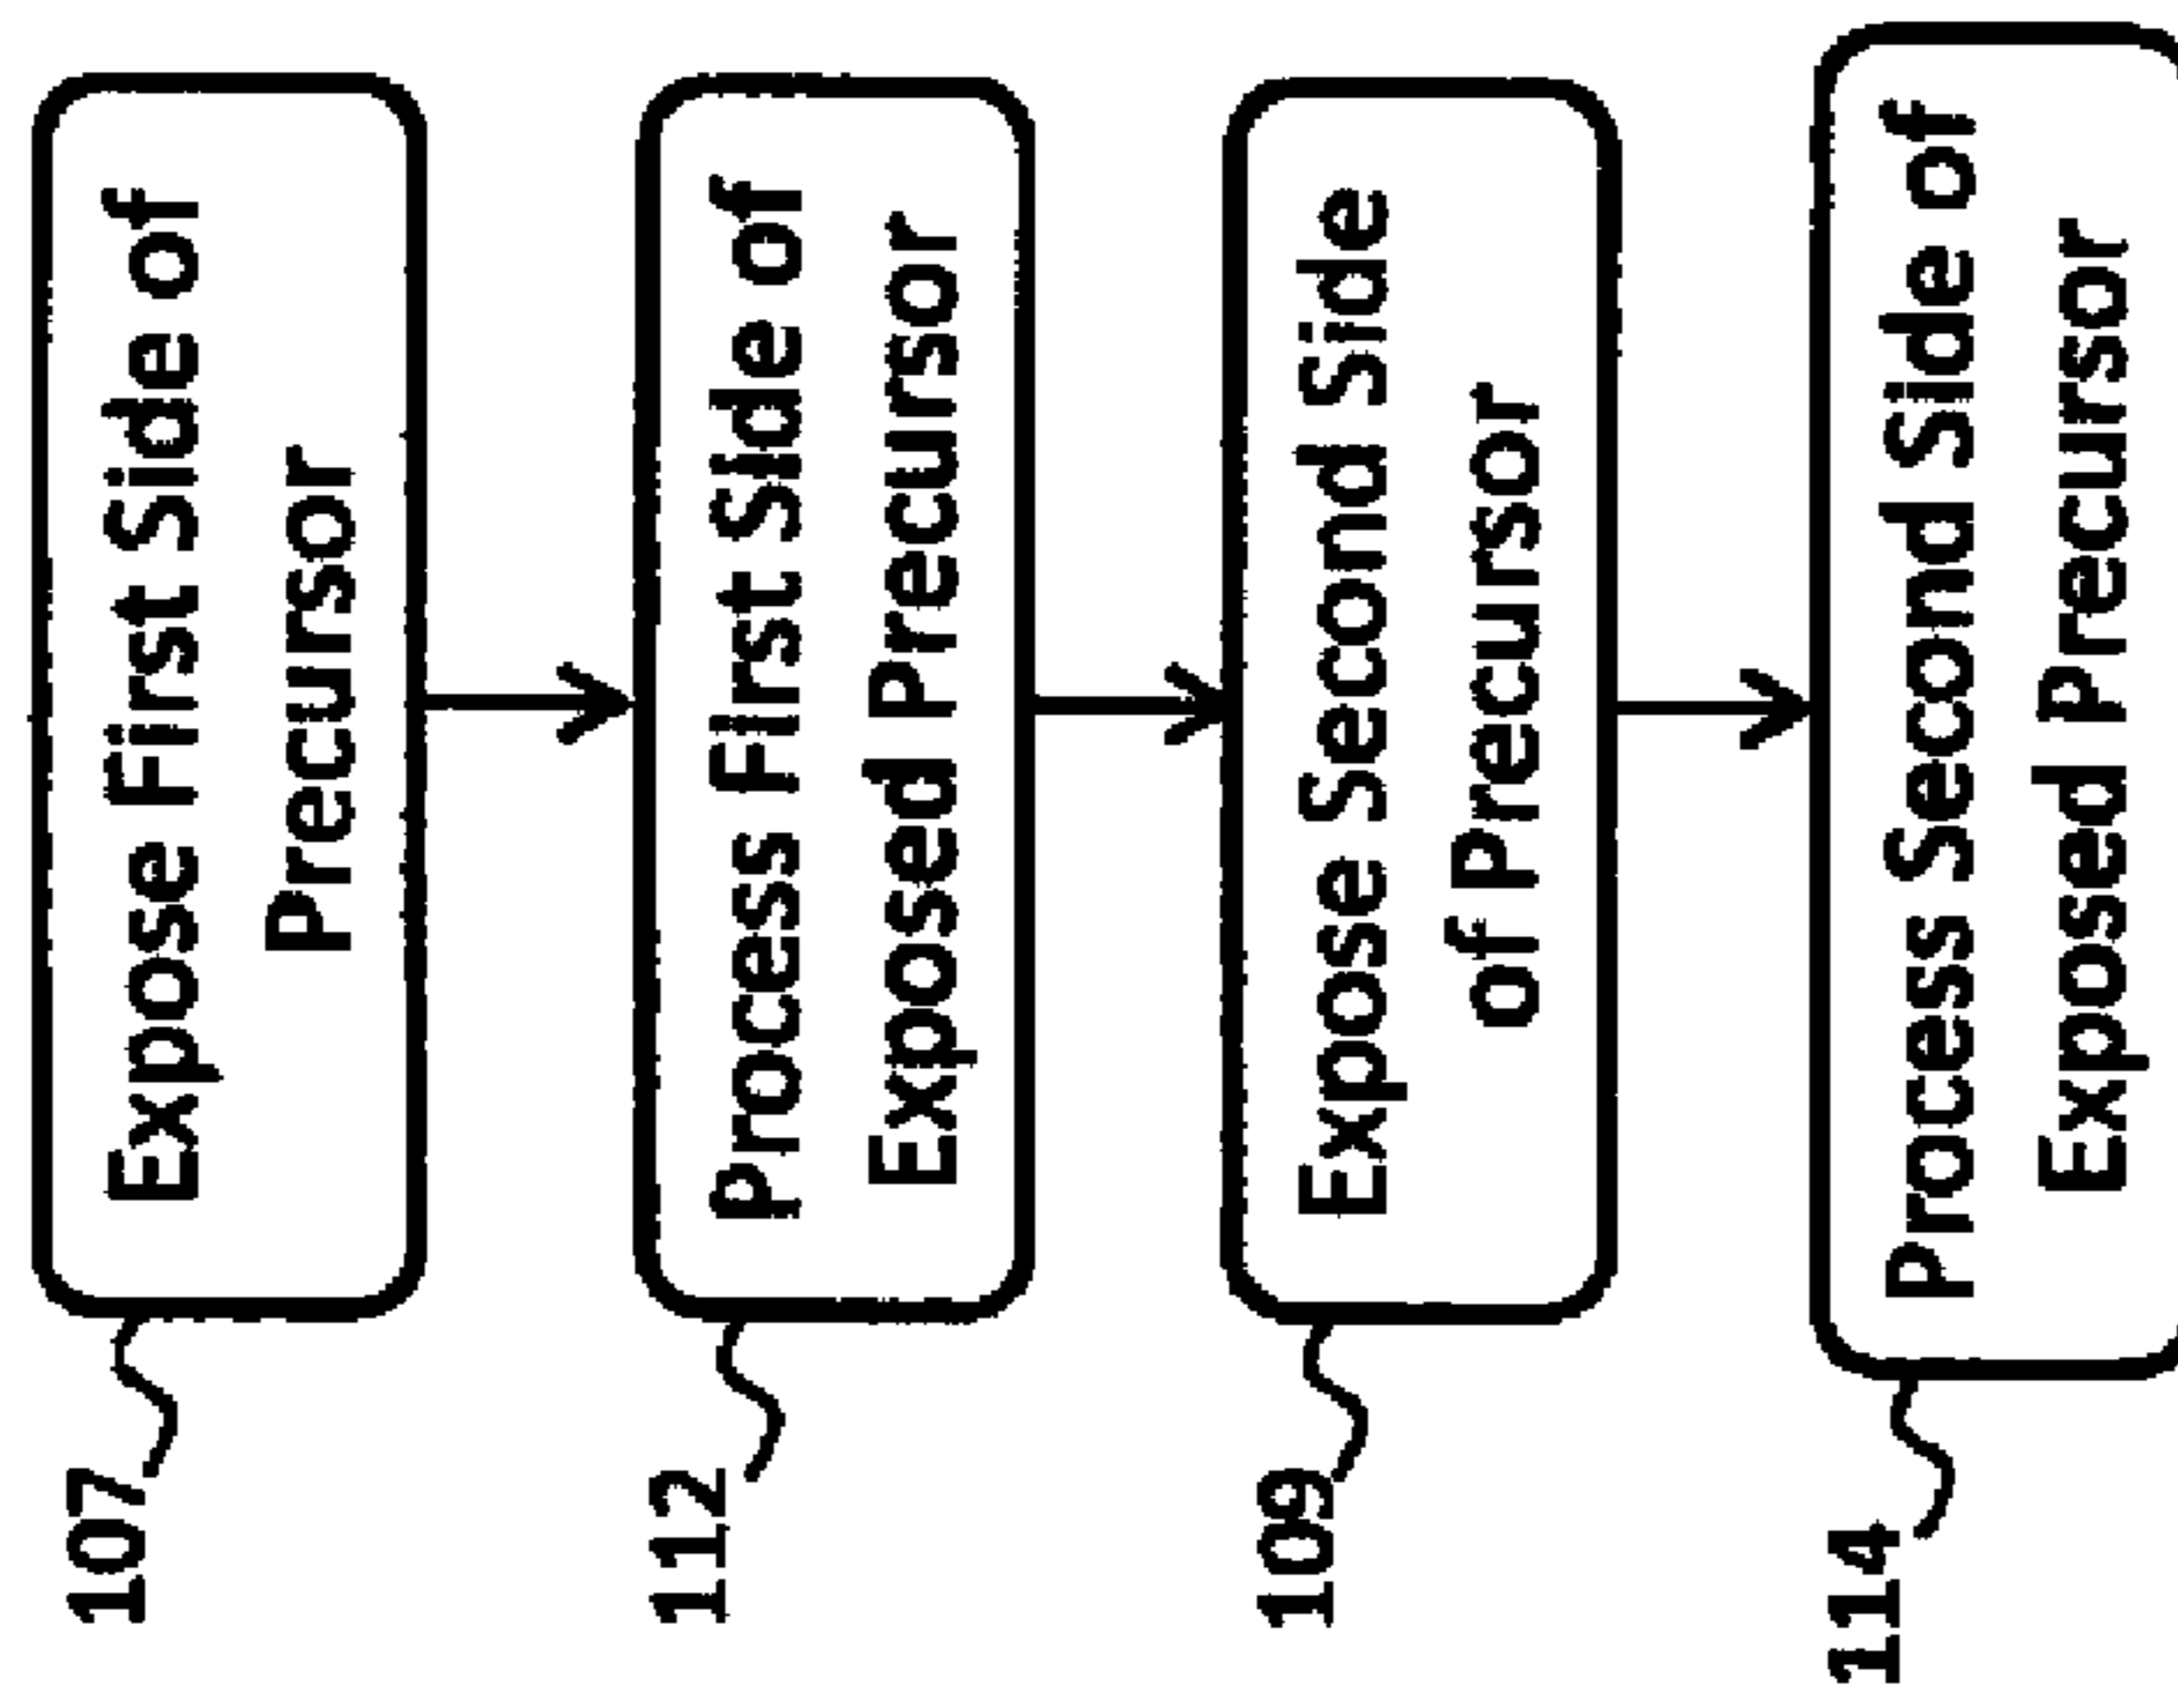 107
Expose First Side of
Precursor
112
Process First Side of
Exposed Precursor
109
Expose Second Side
of Precursor
114
Process Second Side of
Exposed Precursor